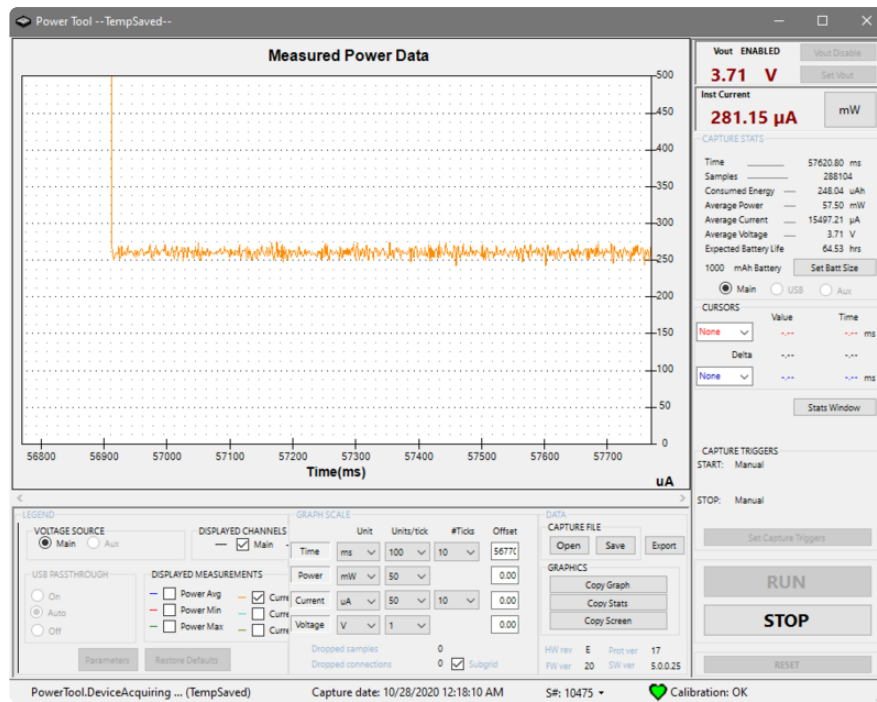 Power Tool --TempSaved--
Measured Power Data
500
450
400
350
300
250
200
150
100
50
0
56800 56900 57000 57100 57200 57300 57400 57500 57600 57700
Time(ms)
uA
Vout ENABLED
Vout Disable
3.71 V
Set Vout
Inst Current
281.15 µA
mW
CAPTURE STATS
Time 57620.80 ms
Samples 288104
Consumed Energy 248.04 uAh
Average Power 57.50 mW
Average Current 15497.21 µA
Average Voltage 3.71 V
Expected Battery Life 64.53 hrs
1000 mAh Battery Set Batt Size
Main USB Aux
CURSORS
Value Time
None -.-- -.-- ms
Delta -.-- -.--
None -.-- -.-- ms
Stats Window
CAPTURE TRIGGERS
START: Manual
STOP: Manual
Set Capture Triggers
RUN
STOP
RESET
LEGEND
VOLTAGE SOURCE
Main Aux
DISPLAYED CHANNELS
Main
USB PASSTHROUGH
On
Auto
Off
DISPLAYED MEASUREMENTS
Power Avg Curre
Power Min Curre
Power Max Curre
Parameters Restore Defaults
GRAPH SCALE
Unit Units/tick #Ticks Offset
Time ms 100 10 5677(
Power mW 50 0.00
Current uA 50 10 0.00
Voltage V 1 0.00
Dropped samples 0
Dropped connections 0 Subgrid
DATA
CAPTURE FILE
Open Save Export
GRAPHICS
Copy Graph
Copy Stats
Copy Screen
HW rev E Prot ver 17
FW ver 20 SW ver 5.0.0.25
PowerTool.DeviceAcquiring ... (TempSaved) Capture date: 10/28/2020 12:18:10 AM S#: 10475 Calibration: OK